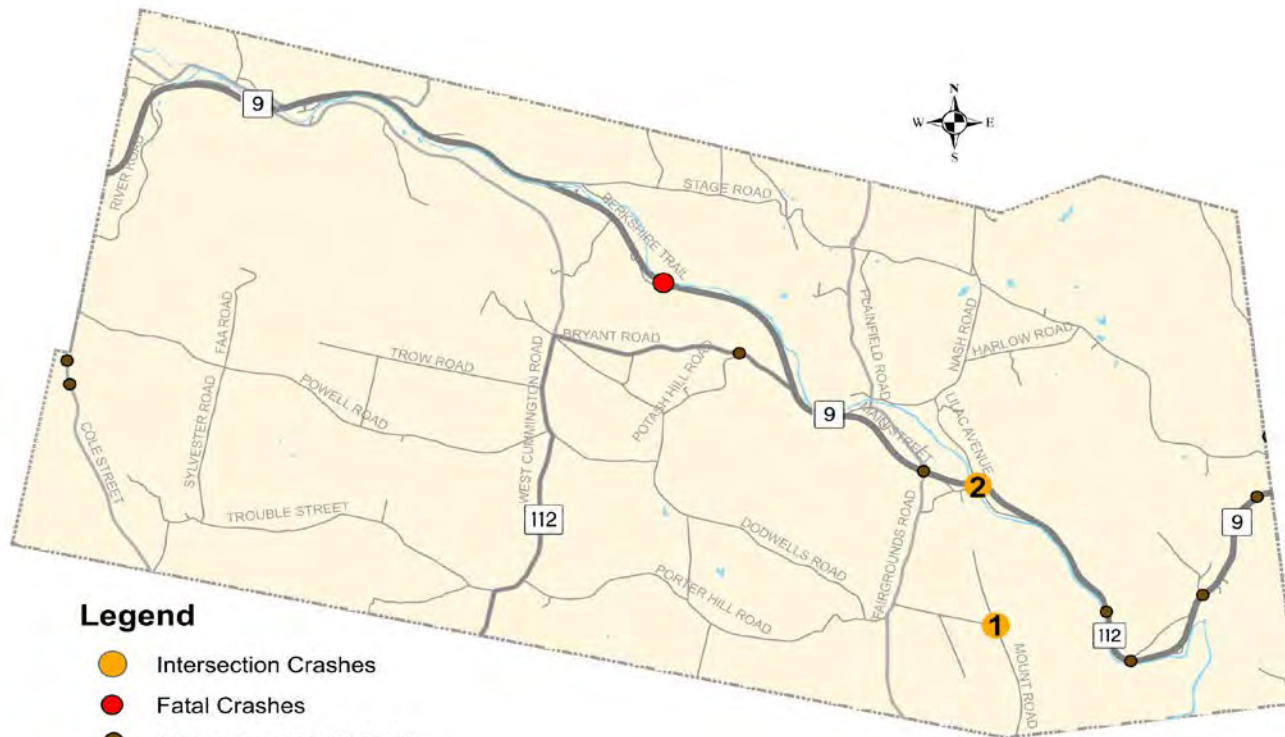 9
N
W E
S
RIVER ROAD
STAGE ROAD
BERKSHIRE TRAIL
FAA ROAD
BRYANT ROAD
PLAINFIELD ROAD
NASH ROAD
HARLOW ROAD
TROW ROAD
POWELL ROAD
WEST CUMMINGTON ROAD
POTASH HILL ROAD
9
MAIN STREET
LILAC AVENUE
COLE STREET
SYLVESTER ROAD
2
TROUBLE STREET
112
DODWELLS ROAD
FAIRGROUNDS ROAD
9
PORTER HILL ROAD
1
112
MOUNT ROAD
Legend
Intersection Crashes
Fatal Crashes